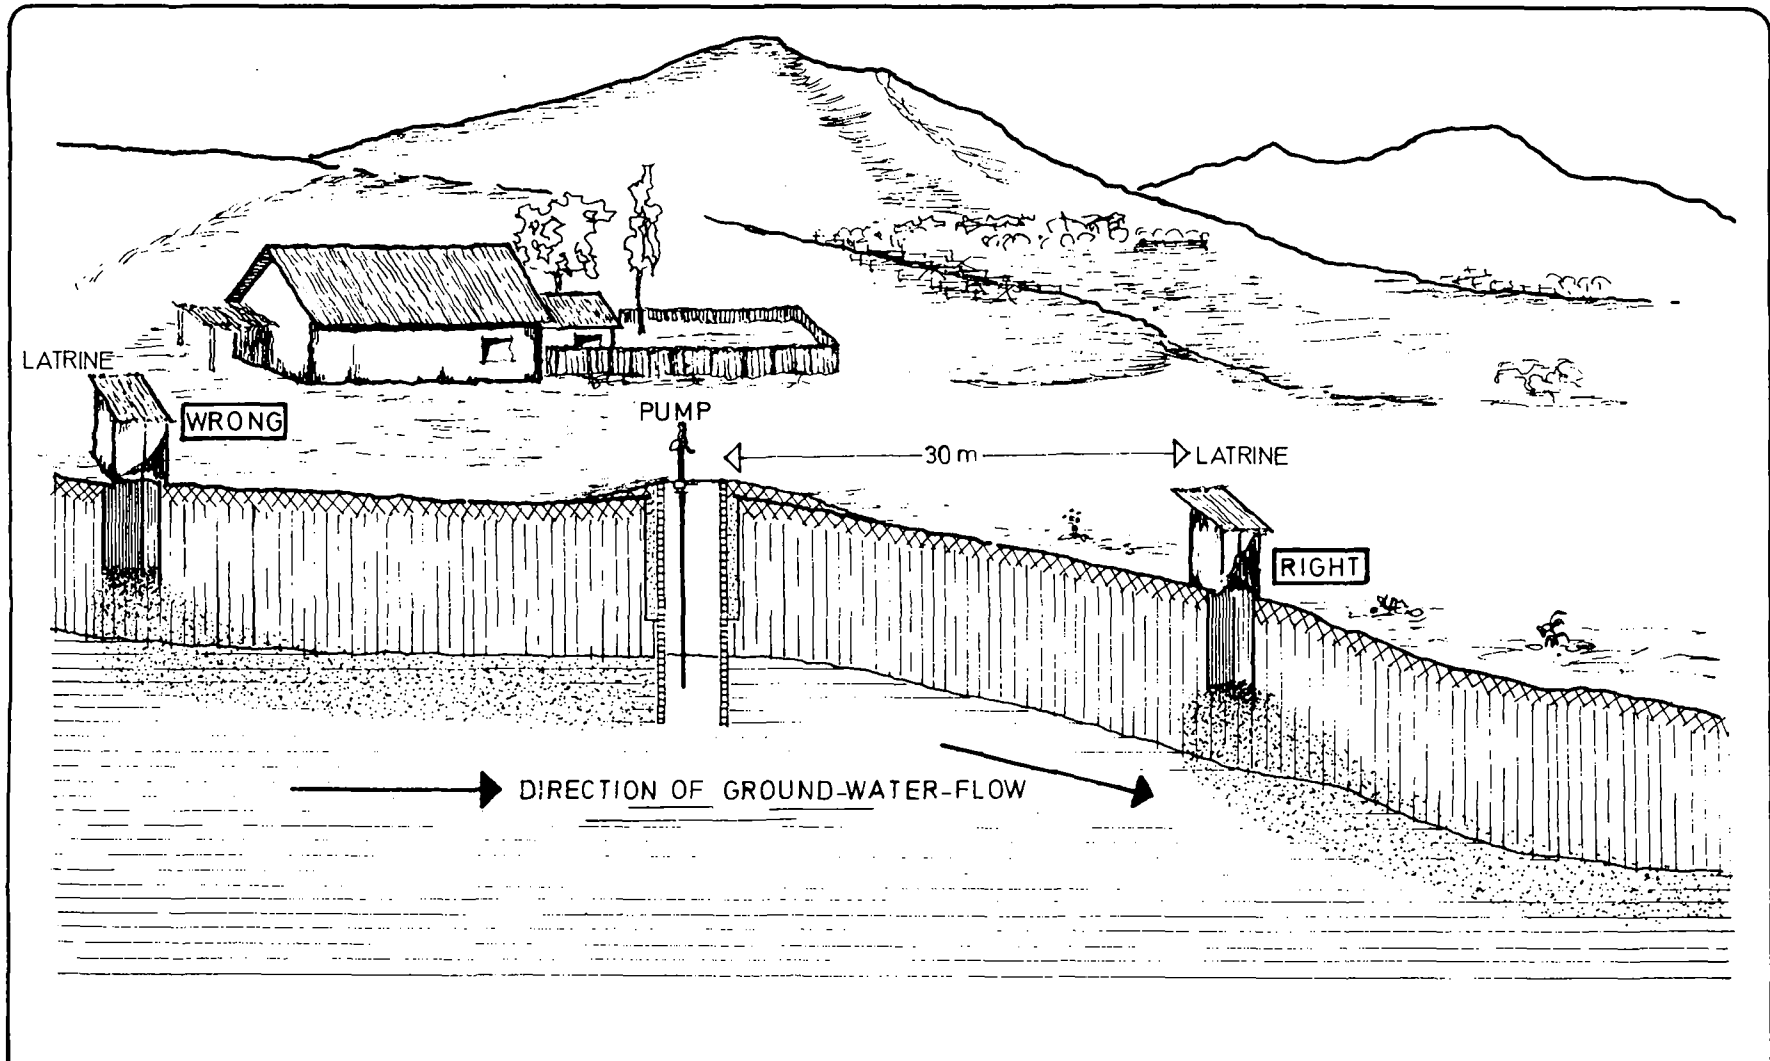 LATRINE
WRONG
PUMP
30 m
LATRINE
RIGHT
DIRECTION OF GROUND-WATER-FLOW